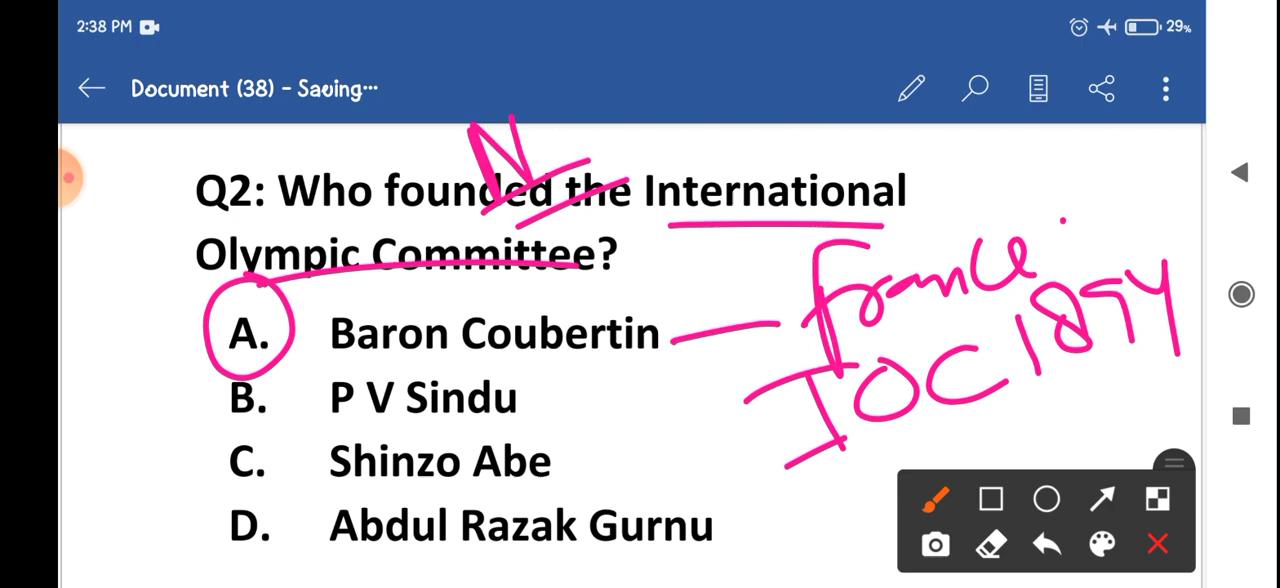 2:38 PM 29%
Document (38) - Saving...
N
Q2: Who founded the International
Olympic Committee?
France
A. Baron Coubertin
IOC 1894
B. P V Sindu
C. Shinzo Abe
D. Abdul Razak Gurnu